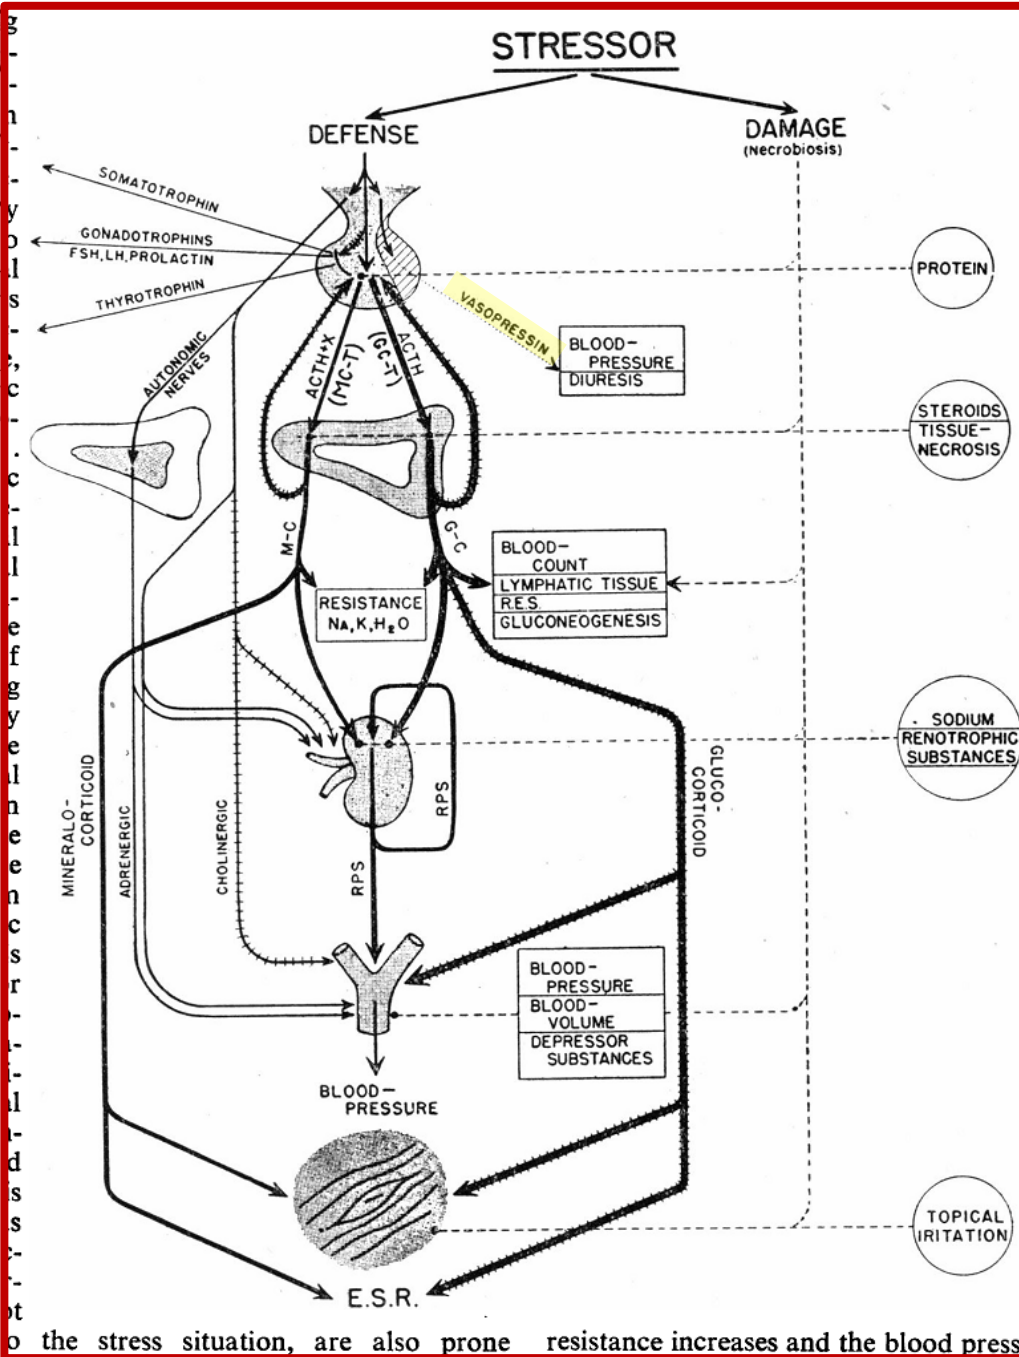 STRESSOR
DEFENSE
DAMAGE
(Necrobiosis)
SOMATOTROPHIN
GONADOTROPHINS
FSH, LH, PROLACTIN
THYROTROPHIN
PROTEIN
VASOPRESSIN
BLOOD-
PRESSURE
DIURESIS
AUTONOMIC
NERVES
ACTH+X
(MC-T)
ACTH
(GC-T)
STEROIDS
TISSUE-
NECROSIS
M-C
G-C
BLOOD-
COUNT
LYMPHATIC TISSUE
R.E.S.
GLUCONEOGENESIS
RESISTANCE
NA, K, H₂O
SODIUM
RENOTROPHIC
SUBSTANCES
MINERALO-
CORTICOID
ADRENERGIC
CHOLINERGIC
RPS
RPS
GLUCO-
CORTICOID
BLOOD-
PRESSURE
BLOOD-
VOLUME
DEPRESSOR
SUBSTANCES
BLOOD-
PRESSURE
TOPICAL
IRRITATION
E.S.R.
the stress situation, are also prone
resistance increases and the blood press